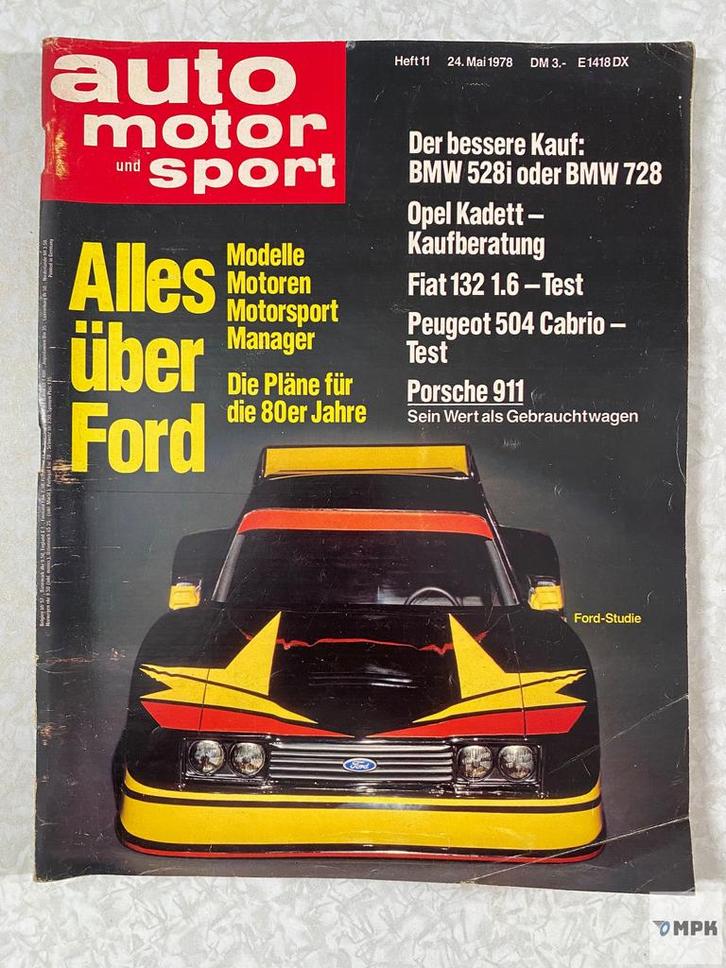 auto
motor
und sport
Heft 11 24. Mai 1978 DM 3.- E 1418 DX
Der bessere Kauf:
BMW 528i oder BMW 728
Opel Kadett –
Kaufberatung
Fiat 132 1.6 – Test
Peugeot 504 Cabrio –
Test
Porsche 911
Sein Wert als Gebrauchtwagen
Alles
über
Ford
Modelle
Motoren
Motorsport
Manager
Die Pläne für
die 80er Jahre
Ford-Studie
Ford
MPK